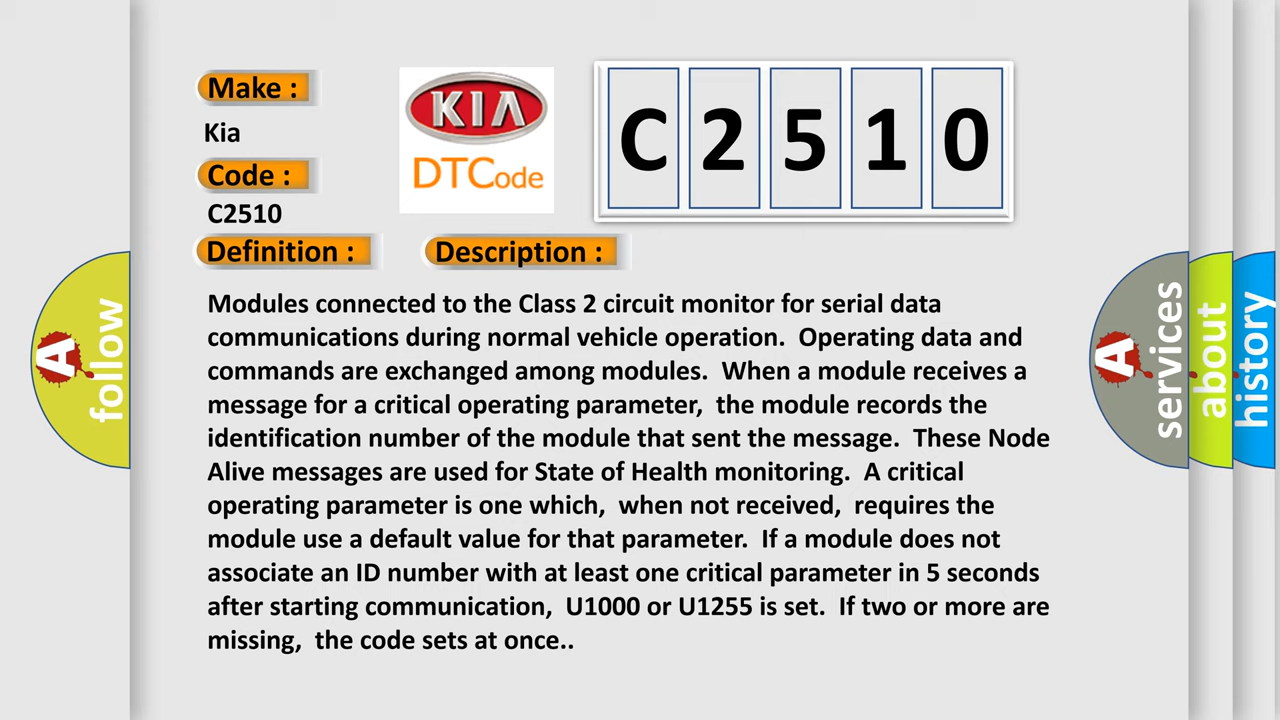 Make :
Kia
Code :
C2510
Definition :
Description :
KIA
DTCode
C2510
Modules connected to the Class 2 circuit monitor for serial data
communications during normal vehicle operation. Operating data and
commands are exchanged among modules. When a module receives a
message for a critical operating parameter, the module records the
identification number of the module that sent the message. These Node
Alive messages are used for State of Health monitoring. A critical
operating parameter is one which, when not received, requires the
module use a default value for that parameter. If a module does not
associate an ID number with at least one critical parameter in 5 seconds
after starting communication, U1000 or U1255 is set. If two or more are
missing, the code sets at once..
A
follow
A
services
about
history